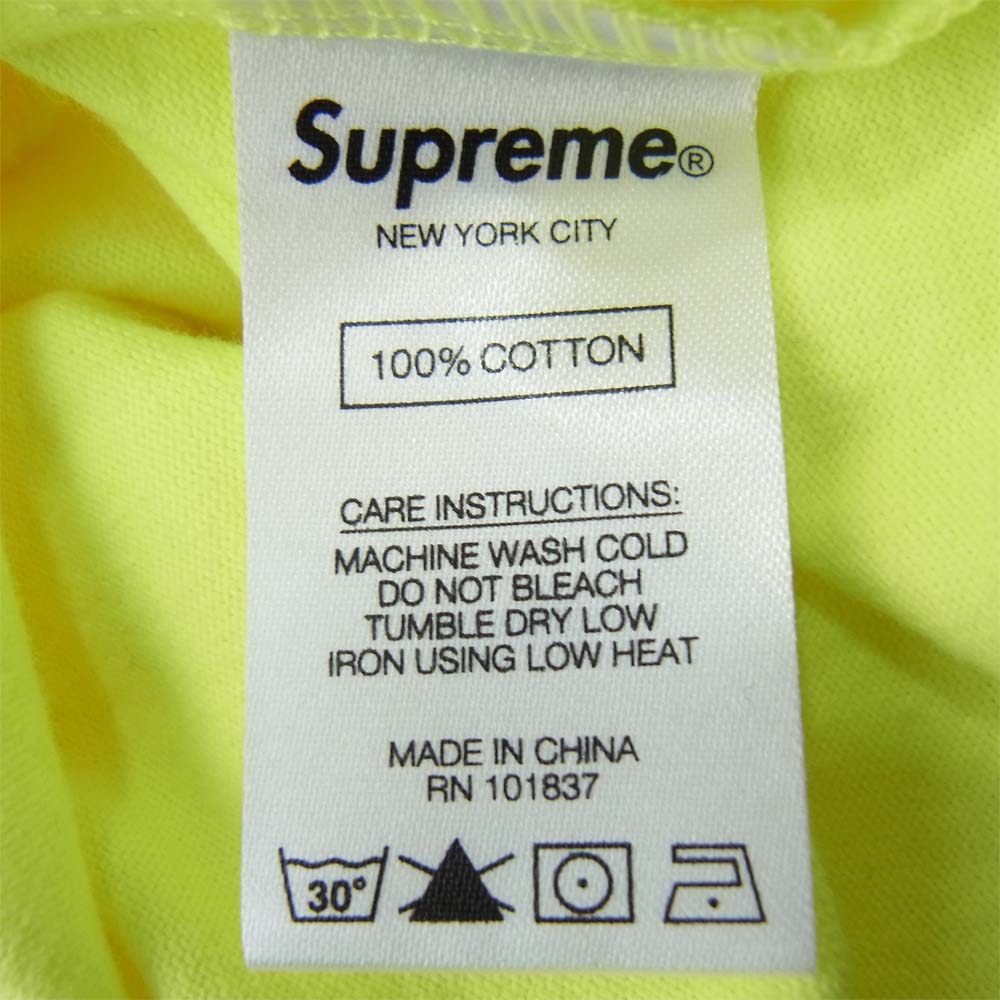 Supreme®
NEW YORK CITY
100% COTTON
CARE INSTRUCTIONS:
MACHINE WASH COLD
DO NOT BLEACH
TUMBLE DRY LOW
IRON USING LOW HEAT
MADE IN CHINA
RN 101837
30°